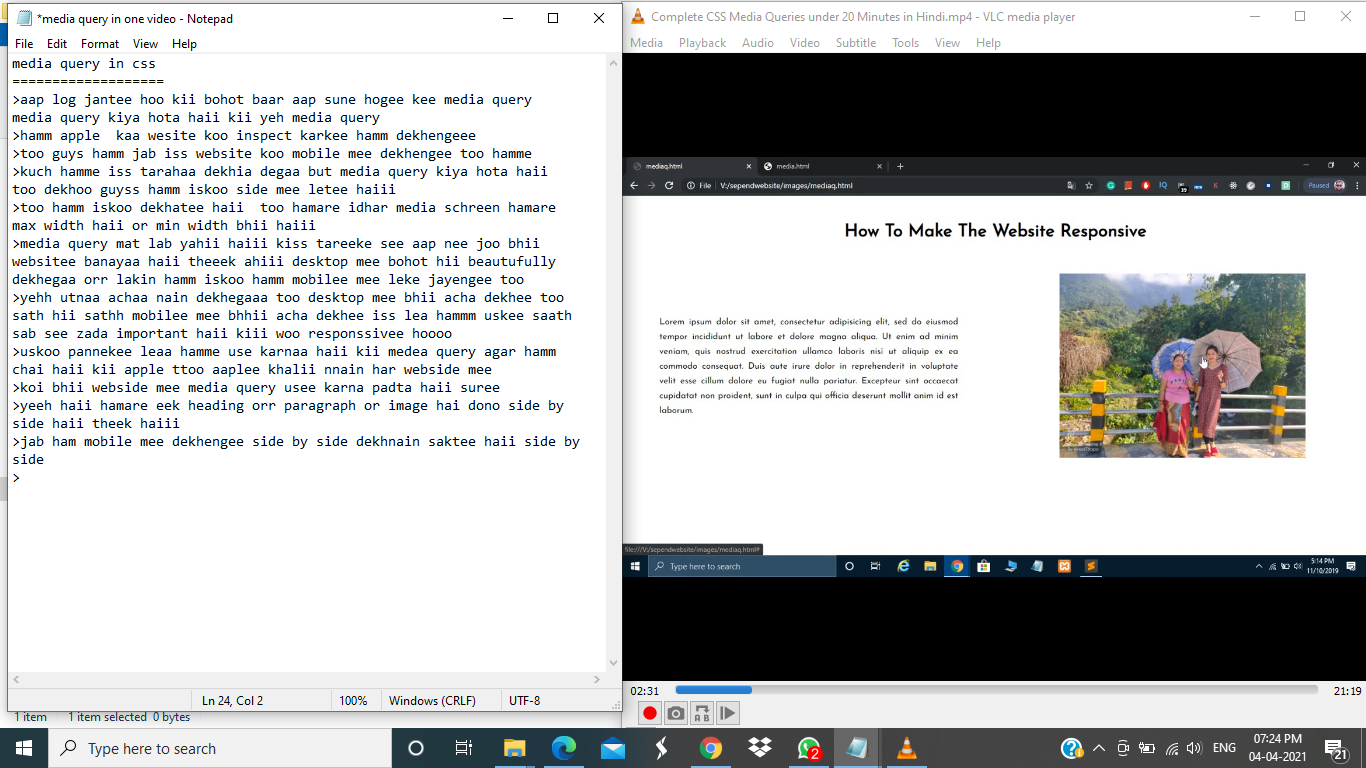 *media query in one video - Notepad
File Edit Format View Help
media query in css
===================
>aap log jantee hoo kii bohot baar aap sune hogee kee media query
media query kiya hota haii kii yeh media query
>hamm apple  kaa wesite koo inspect karkee hamm dekhengeee
>too guys hamm jab iss website koo mobile mee dekhengee too hamme
>kuch hamme iss tarahaa dekhia degaa but media query kiya hota haii
too dekhoo guyss hamm iskoo side mee letee haiii
>too hamm iskoo dekhatee haii  too hamare idhar media schreen hamare
max width haii or min width bhii haiii
>media query mat lab yahii haiii kiss tareeke see aap nee joo bhii
websitee banayaa haii theeek ahiii desktop mee bohot hii beautufully
dekhegaa orr lakin hamm iskoo hamm mobilee mee leke jayengee too
>yehh utnaa achaa nain dekhegaaa too desktop mee bhii acha dekhee too
sath hii sathh mobilee mee bhhii acha dekhee iss lea hammm uskee saath
sab see zada important haii kiii woo responssivee hoooo
>uskoo pannekee leaa hamme use karnaa haii kii medea query agar hamm
chai haii kii apple ttoo aaplee khalii nnain har webside mee
>koi bhii webside mee media query usee karna padta haii suree
>yeeh haii hamare eek heading orr paragraph or image hai dono side by
side haii theek haiii
>jab ham mobile mee dekhengee side by side dekhnain saktee haii side by
side
>
Ln 24, Col 2 100% Windows (CRLF) UTF-8
1 item 1 item selected 0 bytes
Complete CSS Media Queries under 20 Minutes in Hindi.mp4 - VLC media player
Media Playback Audio Video Subtitle Tools View Help
mediaq.html media.html
File V:/sependwebsite/images/mediaq.html Paused
How To Make The Website Responsive
Lorem ipsum dolor sit amet, consectetur adipisicing elit, sed do eiusmod
tempor incididunt ut labore et dolore magna aliqua. Ut enim ad minim
veniam, quis nostrud exercitation ullamco laboris nisi ut aliquip ex ea
commodo consequat. Duis aute irure dolor in reprehenderit in voluptate
velit esse cillum dolore eu fugiat nulla pariatur. Excepteur sint occaecat
cupidatat non proident, sunt in culpa qui officia deserunt mollit anim id est
laborum.
file:///V:/sependwebsite/images/mediaq.html#
Type here to search
5:14 PM
11/10/2019
02:31 21:19
Type here to search
2
ENG
07:24 PM
04-04-2021
21